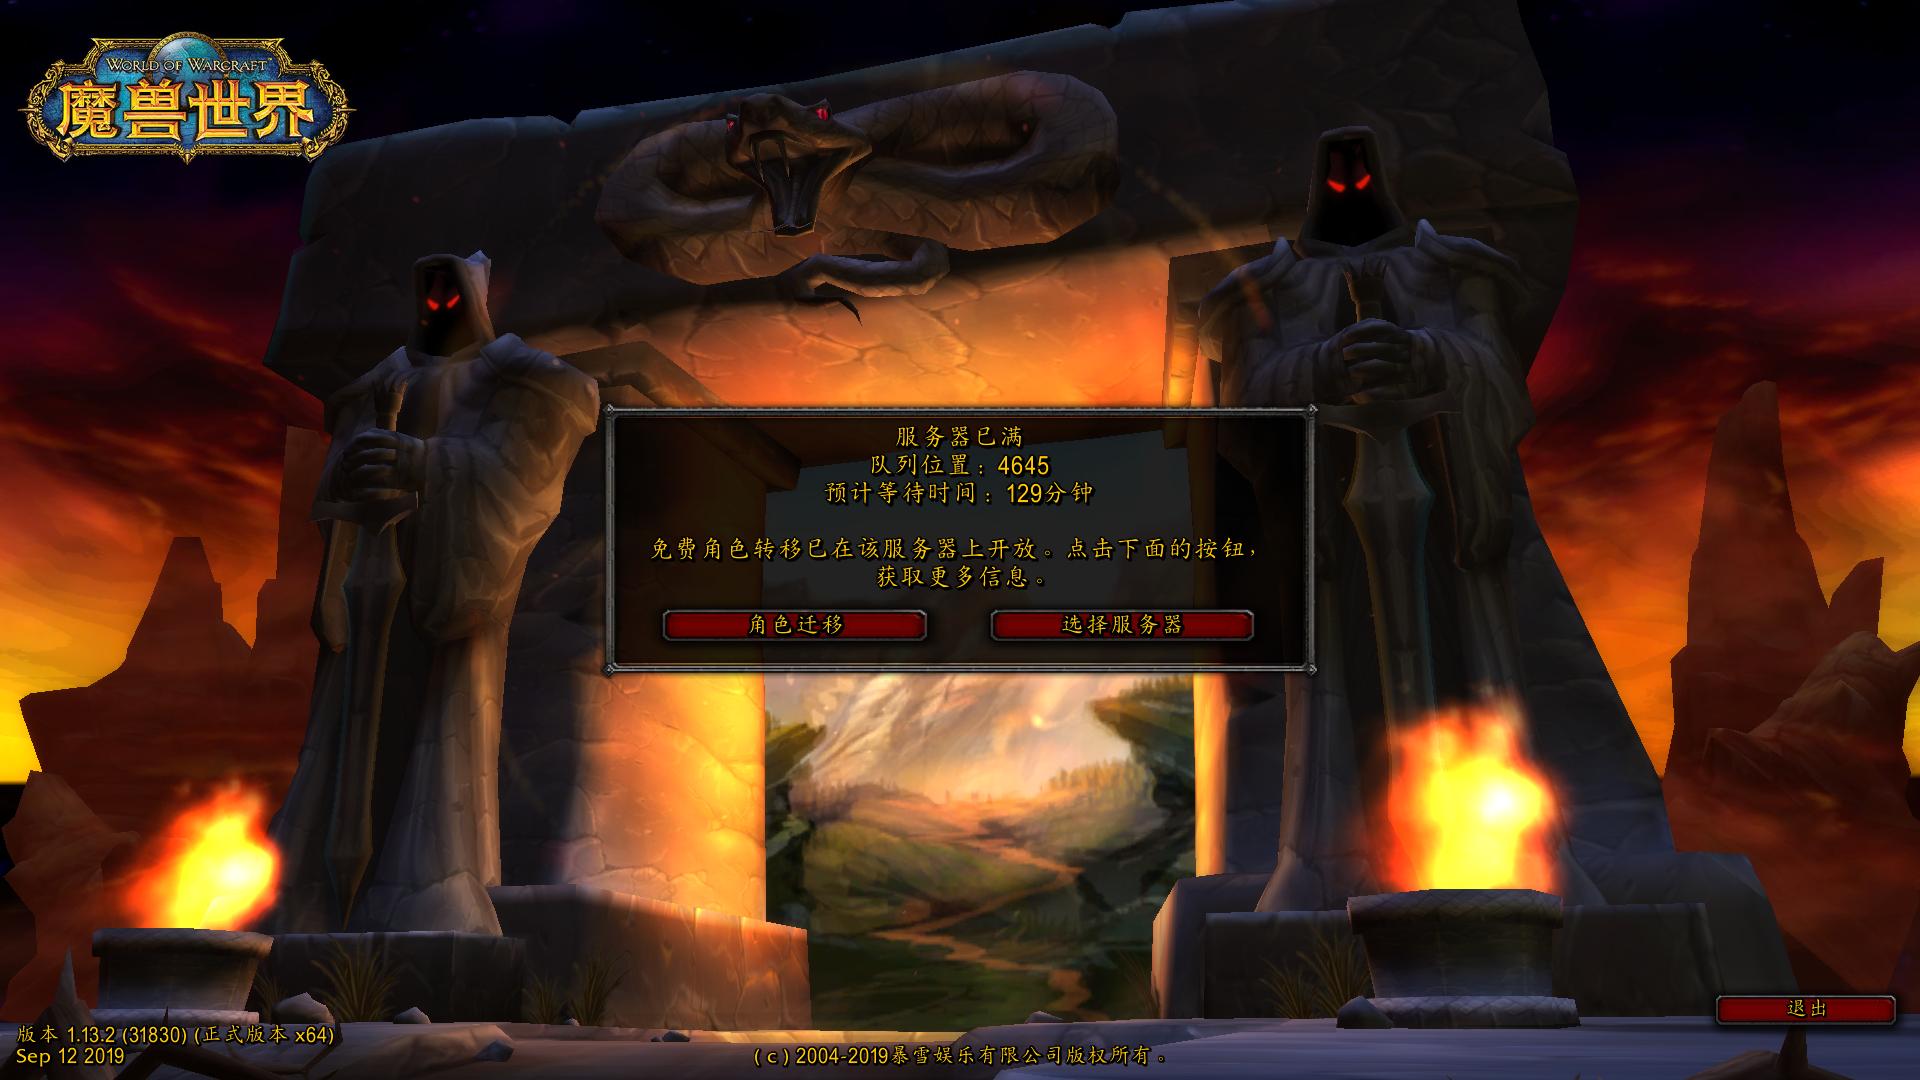 WORLD OF WARCRAFT
魔兽世界
服务器已满
队列位置：4645
预计等待时间：129分钟
免费角色转移已在该服务器上开放。点击下面的按钮，
获取更多信息。
角色迁移
选择服务器
退出
版本 1.13.2 (31830) (正式版本 x64)
Sep 12 2019
(c) 2004-2019暴雪娱乐有限公司版权所有。